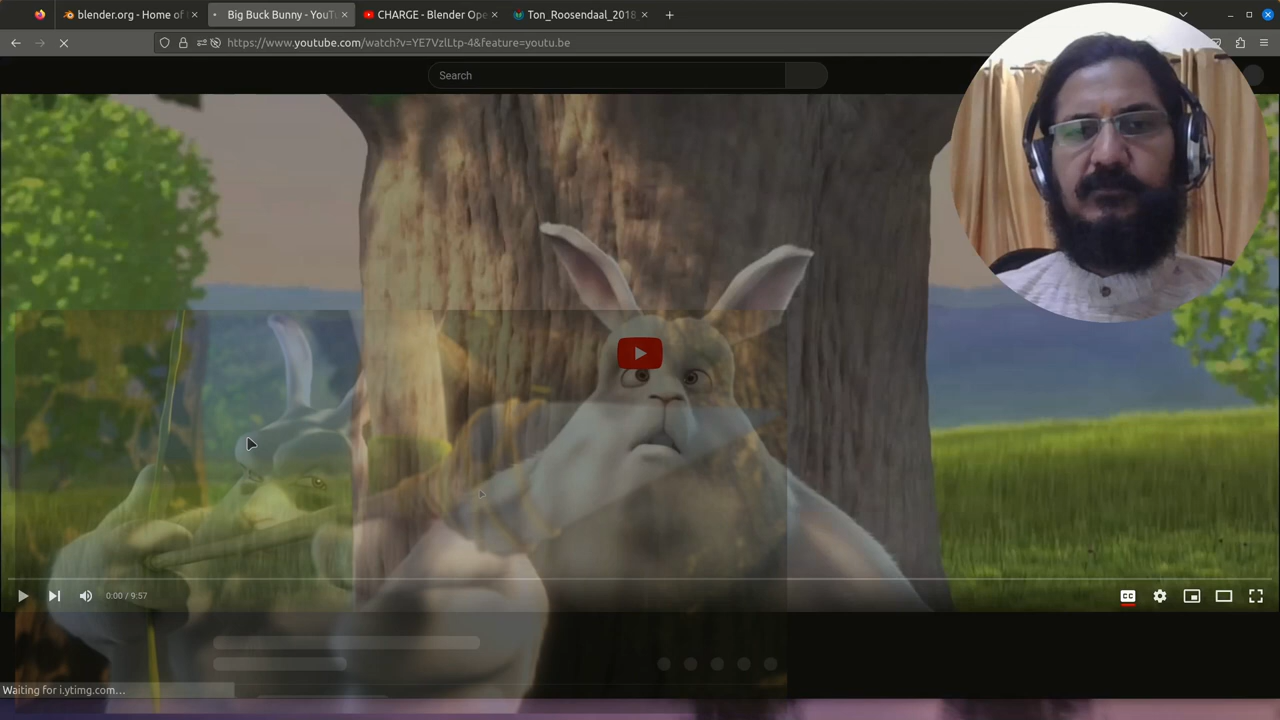 blender.org - Home of
Big Buck Bunny - YouTu
CHARGE - Blender Ope
Ton_Roosendaal_2018
https://www.youtube.com/watch?v=YE7VzlLtp-4&feature=youtu.be
Search
0:00 / 9:57
CC
Waiting for i.ytimg.com…